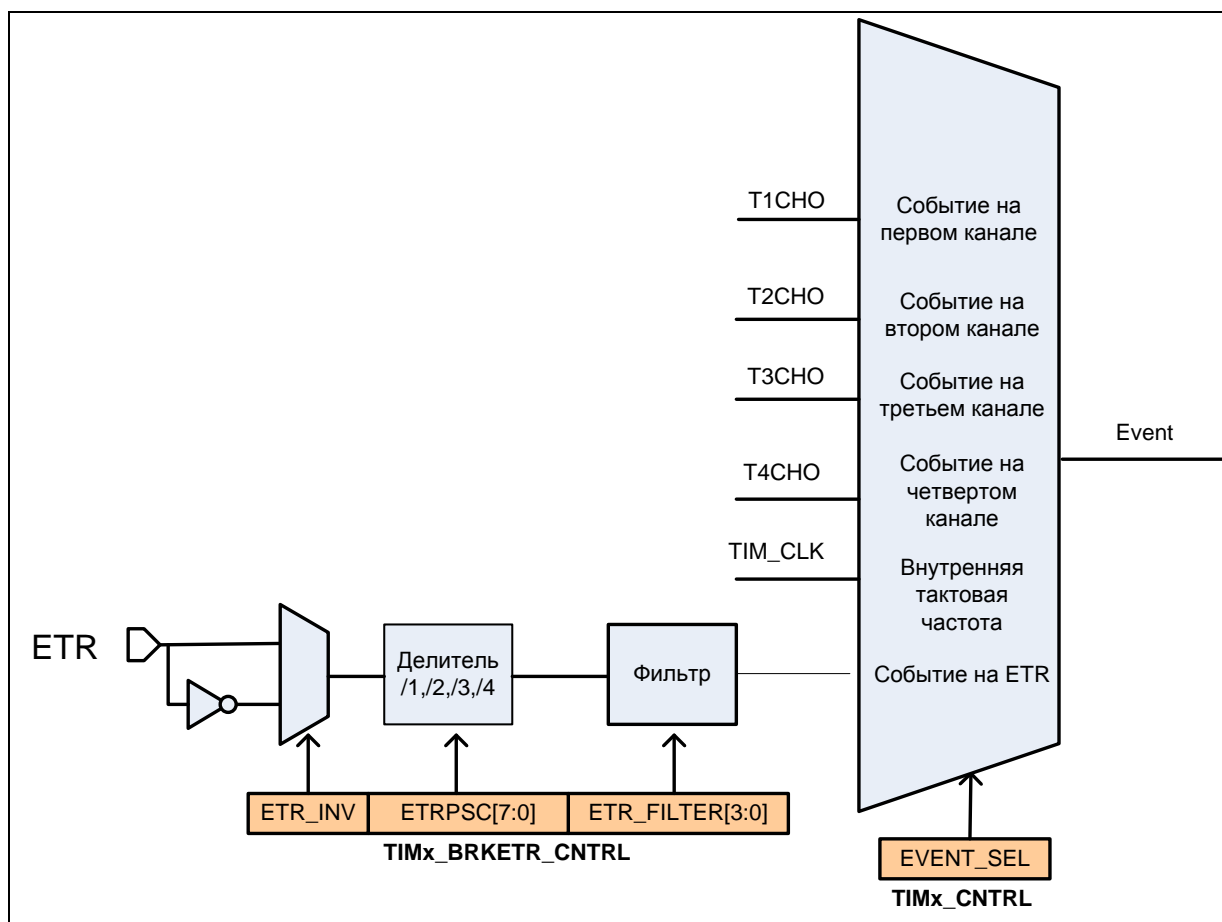 T1CHO
Событие на
первом канале
T2CHO
Событие на
втором канале
T3CHO
Событие на
третьем канале
Event
T4CHO
Событие на
четвертом
канале
TIM_CLK
Внутренняя
тактовая
частота
ETR
Делитель
/1,/2,/3,/4
Фильтр
Событие на ETR
ETR_INV
ETRPSC[7:0]
ETR_FILTER[3:0]
TIMx_BRKETR_CNTRL
EVENT_SEL
TIMx_CNTRL